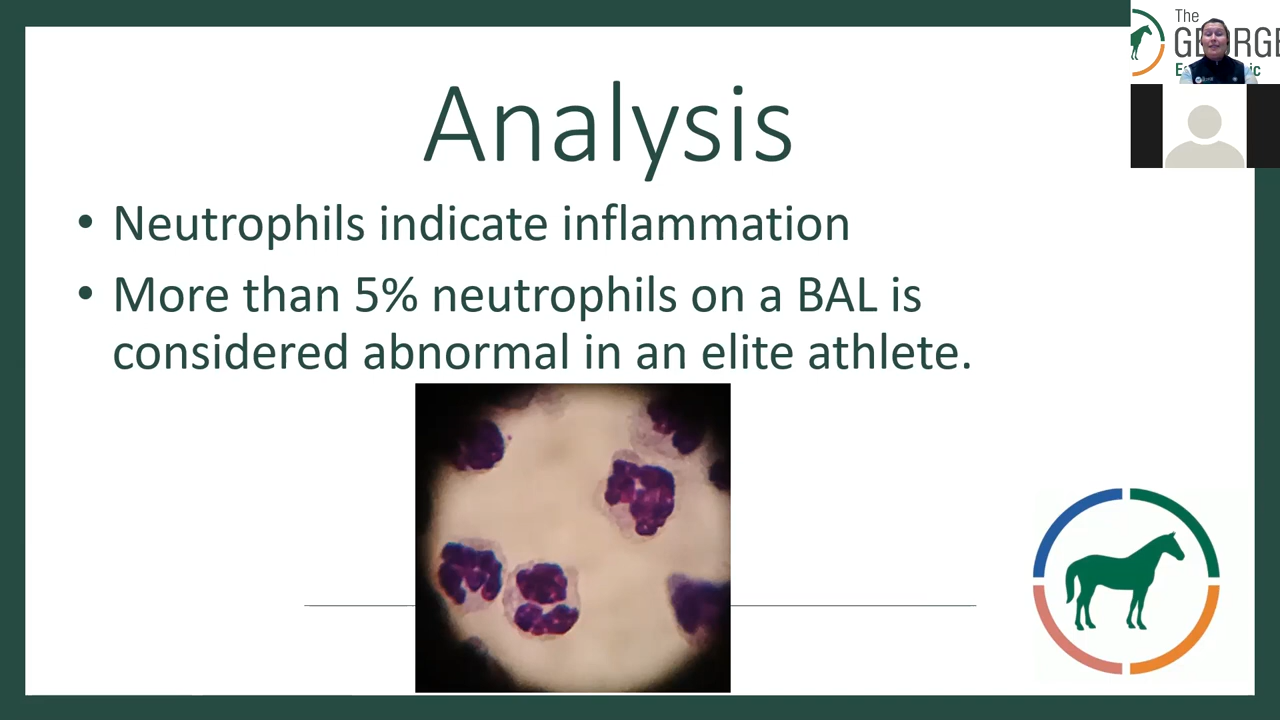 Analysis
• Neutrophils indicate inflammation
• More than 5% neutrophils on a BAL is
considered abnormal in an elite athlete.
The